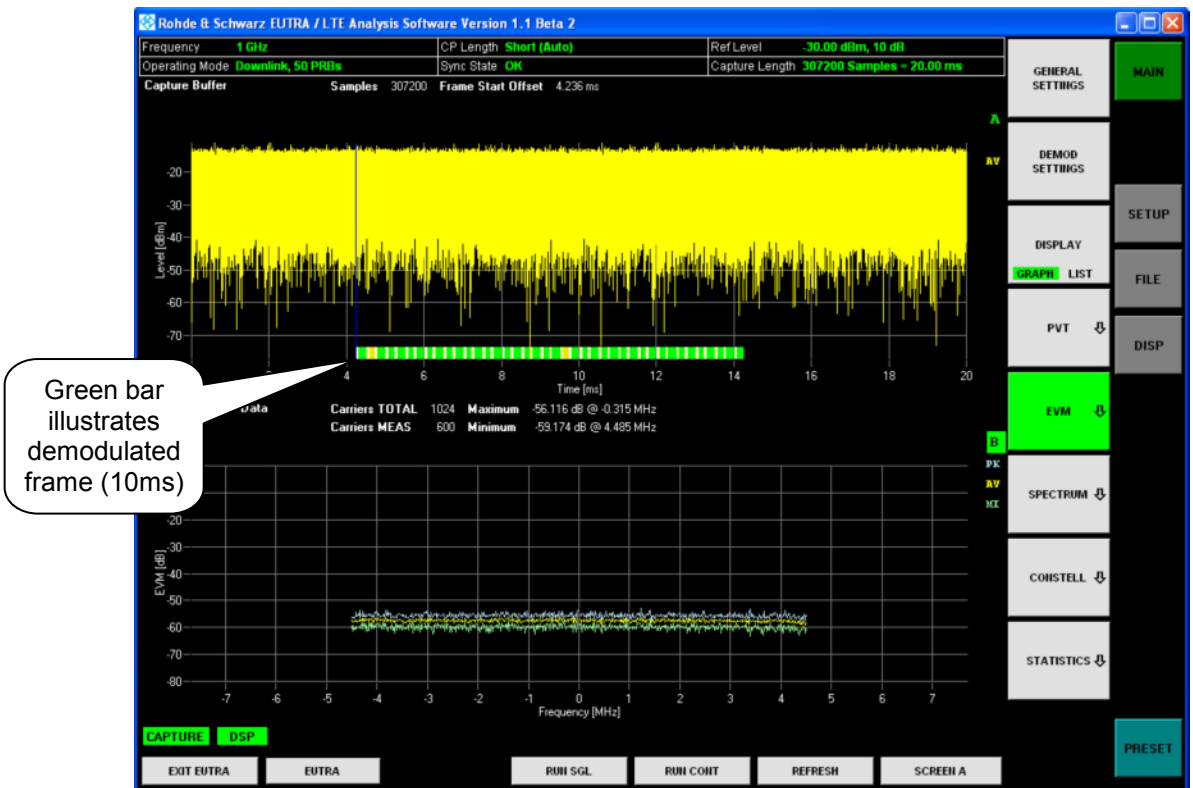 Rohde & Schwarz EUTRA / LTE Analysis Software Version 1.1 Beta 2
Frequency 1 GHz CP Length Short (Auto) Ref Level -30.00 dBm, 10 dB
Operating Mode Downlink, 50 PRBs Sync State OK Capture Length 307200 Samples = 20.00 ms
Capture Buffer Samples 307200 Frame Start Offset 4.236 ms
A
AV
-20
-30
-40
-50
-60
-70
Level [dBm]
4 6 8 10 12 14 16 18 20
Time [ms]
Green bar
illustrates
demodulated
frame (10ms)
Data Carriers TOTAL 1024 Maximum -56.116 dB @ -0.315 MHz
Carriers MEAS 600 Minimum -59.174 dB @ 4.485 MHz
B
PK
AV
MI
-20
-30
-40
-50
-60
-70
-80
EVM [dB]
-7 -6 -5 -4 -3 -2 -1 0 1 2 3 4 5 6 7
Frequency [MHz]
CAPTURE DSP
EXIT EUTRA EUTRA RUN SGL RUN CONT REFRESH SCREEN A
GENERAL
SETTINGS
DEMOD
SETTINGS
DISPLAY
GRAPH LIST
PVT
EVM
SPECTRUM
CONSTELL
STATISTICS
MAIN
SETUP
FILE
DISP
PRESET